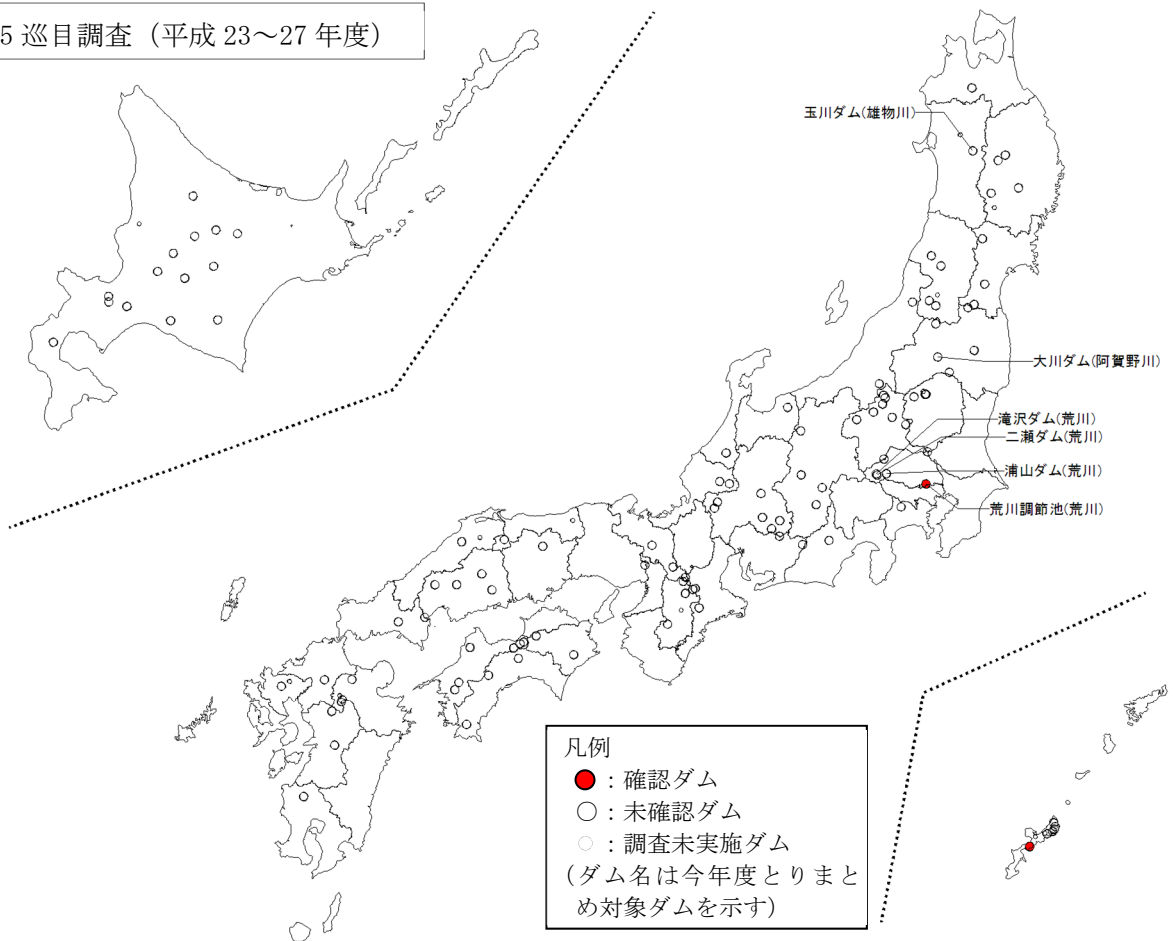 5 巡目調査（平成 23～27 年度）
玉川ダム(雄物川)
大川ダム(阿賀野川)
滝沢ダム(荒川)
二瀬ダム(荒川)
浦山ダム(荒川)
荒川調節池(荒川)
凡例
：確認ダム
：未確認ダム
：調査未実施ダム
(ダム名は今年度とりまと
め対象ダムを示す)